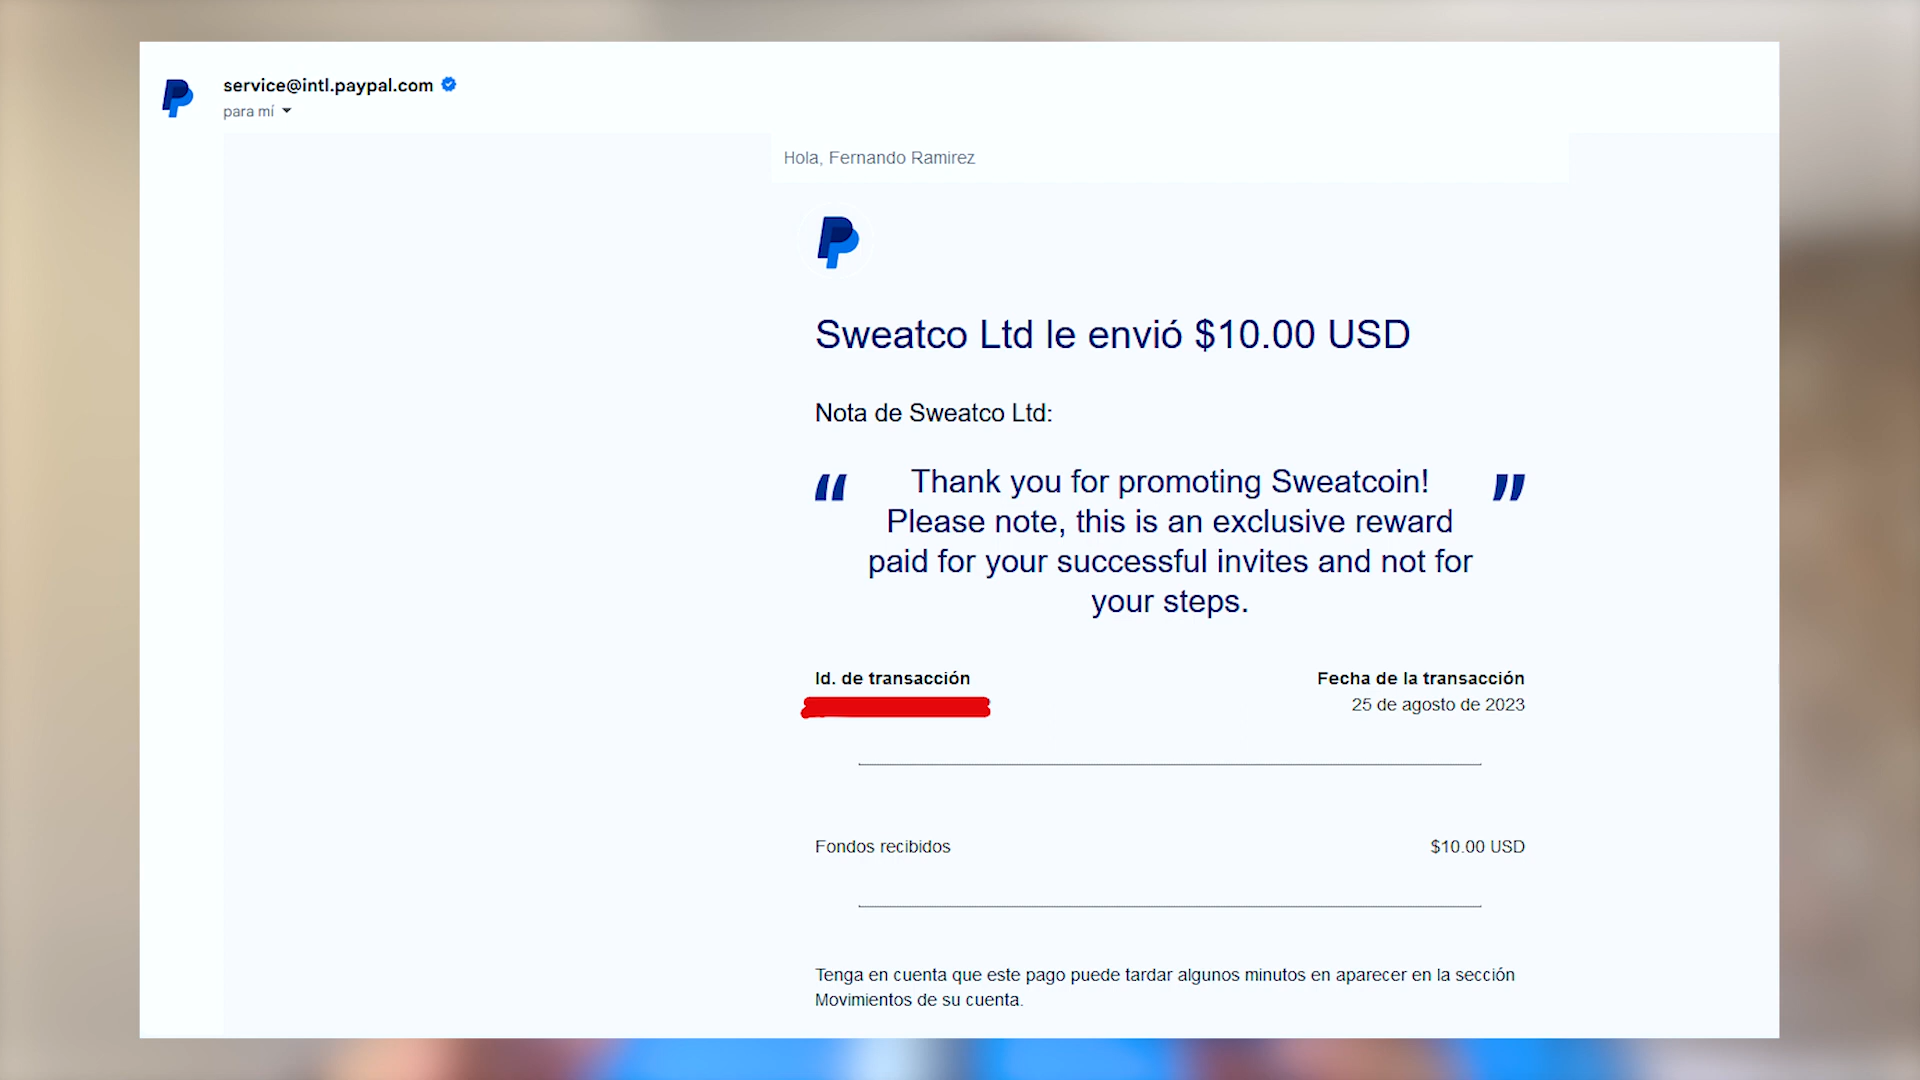 service@intl.paypal.com
para mí
Hola, Fernando Ramirez
Sweatco Ltd le envió $10.00 USD
Nota de Sweatco Ltd:
“ Thank you for promoting Sweatcoin! ”
Please note, this is an exclusive reward
paid for your successful invites and not for
your steps.
Id. de transacción
Fecha de la transacción
25 de agosto de 2023
Fondos recibidos
$10.00 USD
Tenga en cuenta que este pago puede tardar algunos minutos en aparecer en la sección
Movimientos de su cuenta.